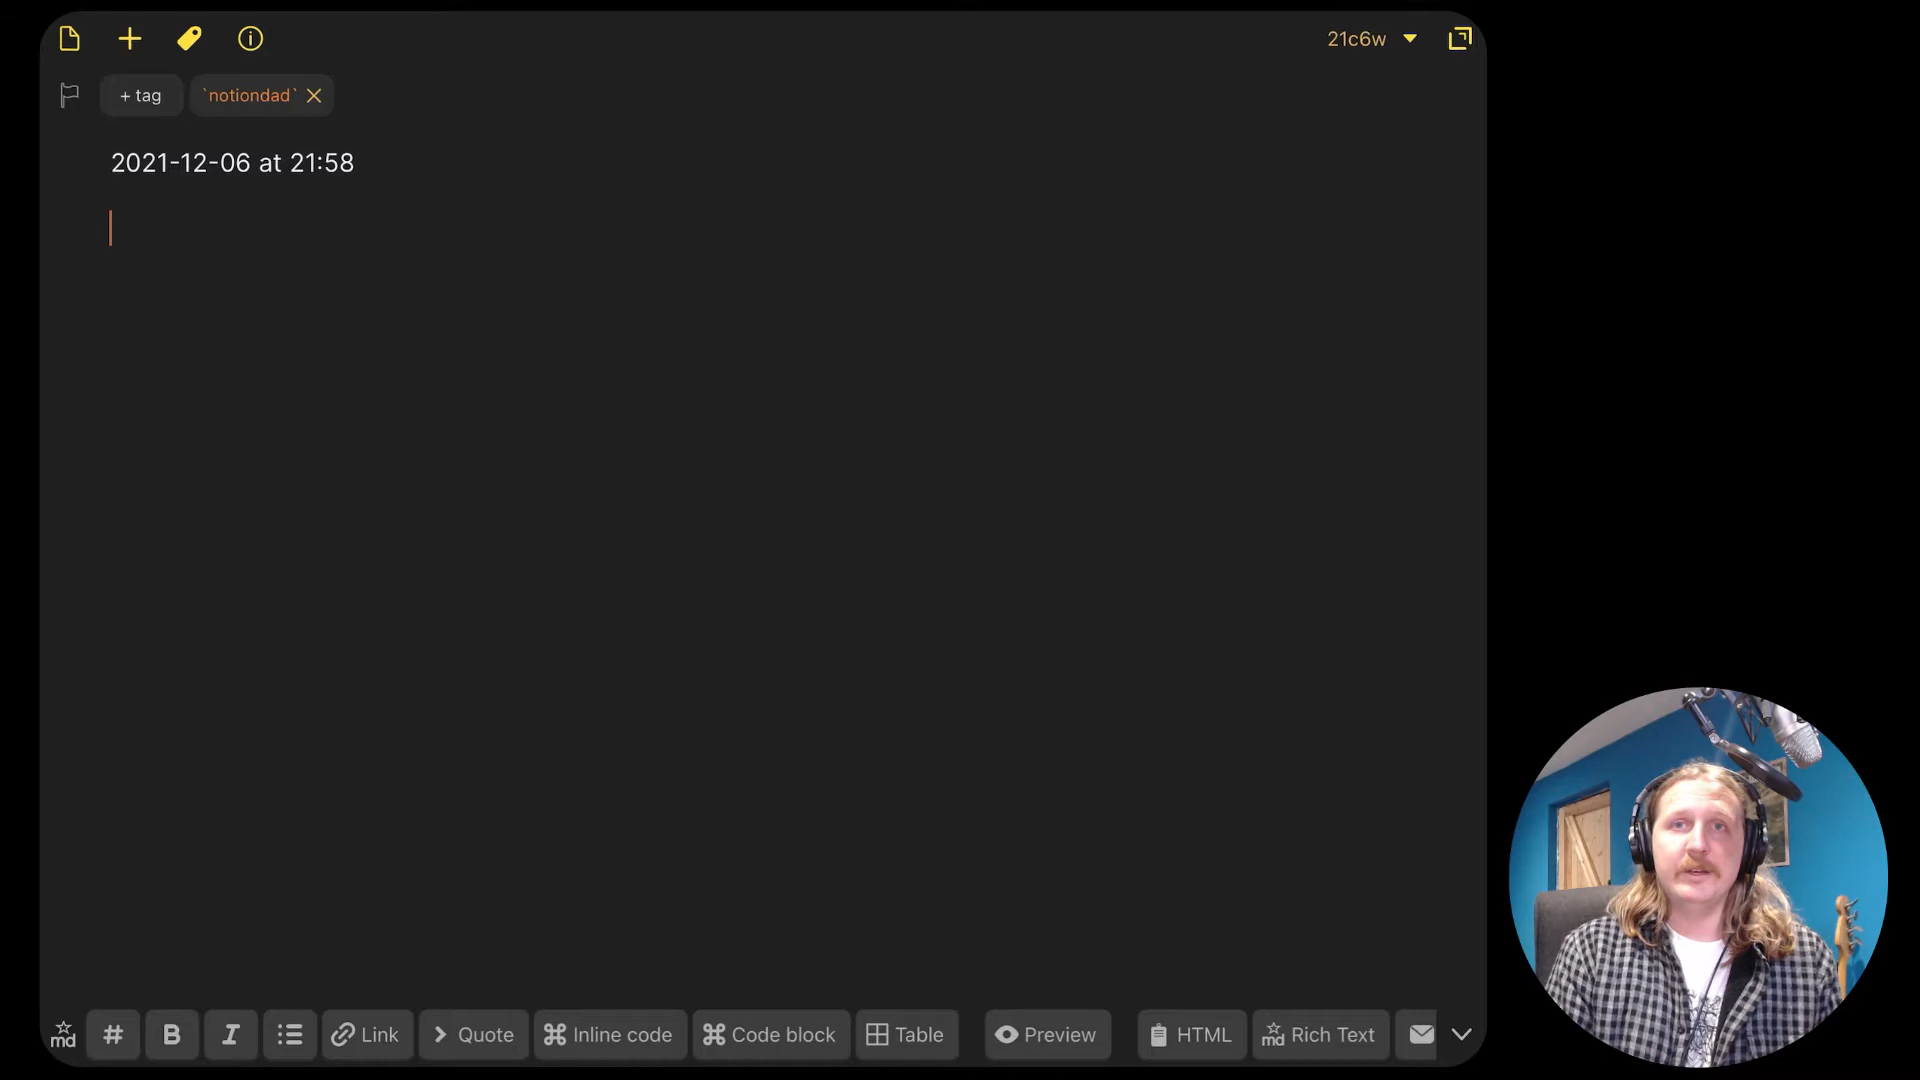 21c6w
+ tag `notiondad`
2021-12-06 at 21:58
md # B I Link Quote Inline code Code block Table Preview HTML md Rich Text